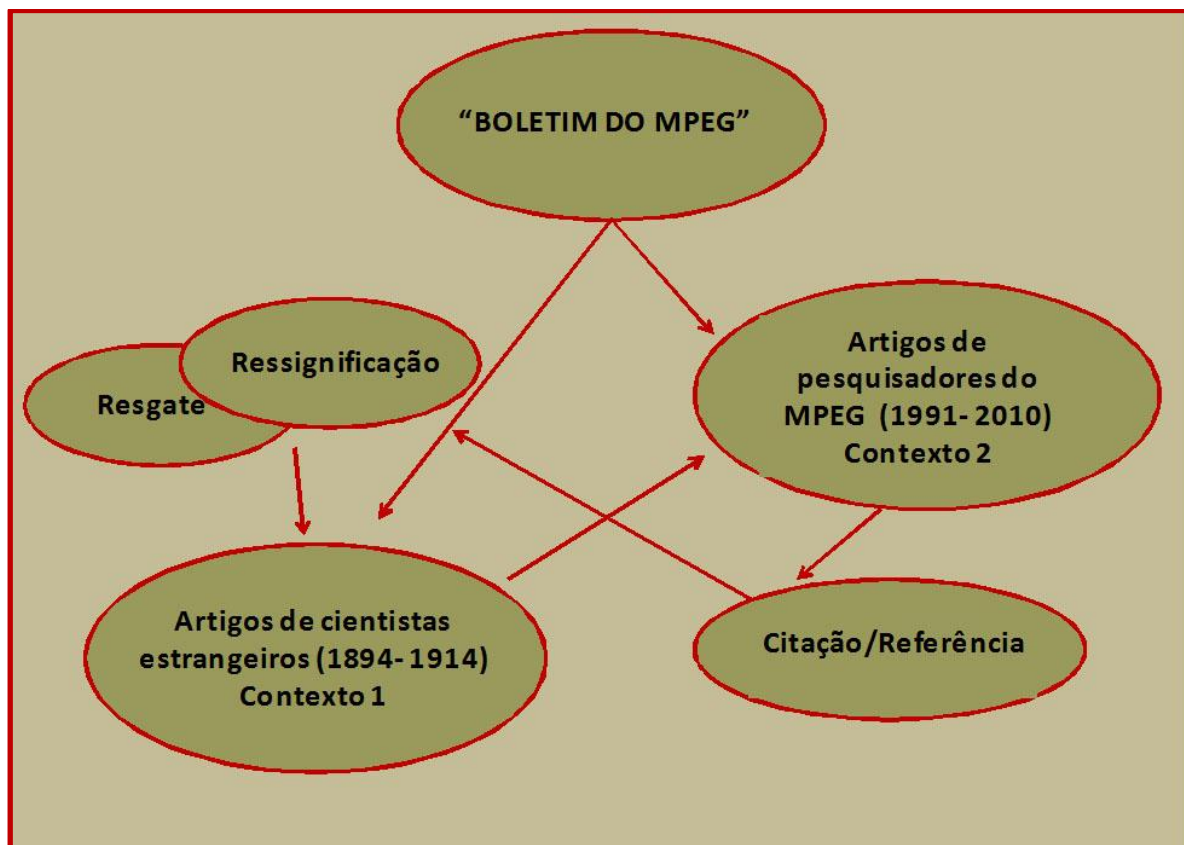 “BOLETIM DO MPEG”
Ressignificação
Resgate
Artigos de
pesquisadores do
MPEG (1991- 2010)
Contexto 2
Artigos de cientistas
estrangeiros (1894- 1914)
Contexto 1
Citação/Referência